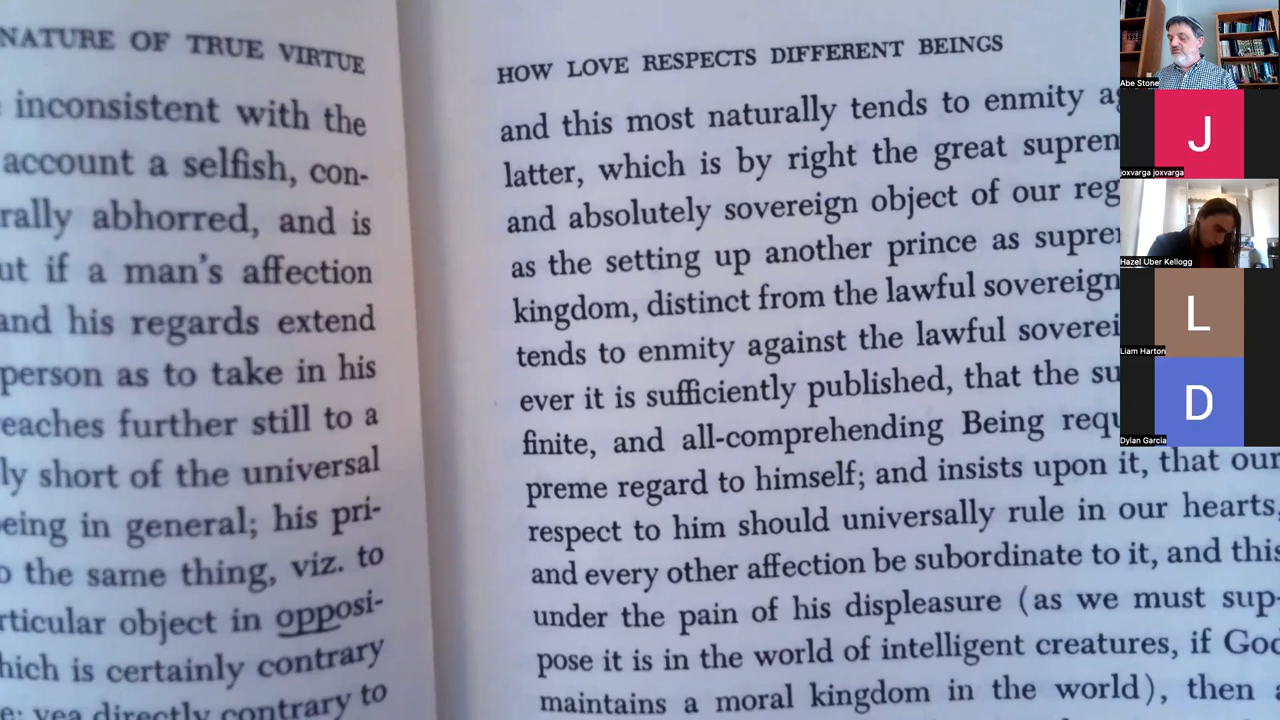 NATURE OF TRUE VIRTUE
inconsistent with the
account a selfish, con-
rally abhorred, and is
ut if a man's affection
and his regards extend
person as to take in his
eaches further still to a
ly short of the universal
eing in general; his pri-
o the same thing, viz. to
rticular object in opposi-
hich is certainly contrary
e: yea directly contrary to
HOW LOVE RESPECTS DIFFERENT BEINGS
and this most naturally tends to enmity ag
latter, which is by right the great suprem
and absolutely sovereign object of our reg
as the setting up another prince as suprem
kingdom, distinct from the lawful sovereign
tends to enmity against the lawful soverei
ever it is sufficiently published, that the su
finite, and all-comprehending Being requ
preme regard to himself; and insists upon it, that our
respect to him should universally rule in our hearts,
and every other affection be subordinate to it, and this
under the pain of his displeasure (as we must sup-
pose it is in the world of intelligent creatures, if God
maintains a moral kingdom in the world), then a
Abe Stone
J
joxvarga joxvarga
Hazel Uber Kellogg
L
Liam Harton
D
Dylan Garcia